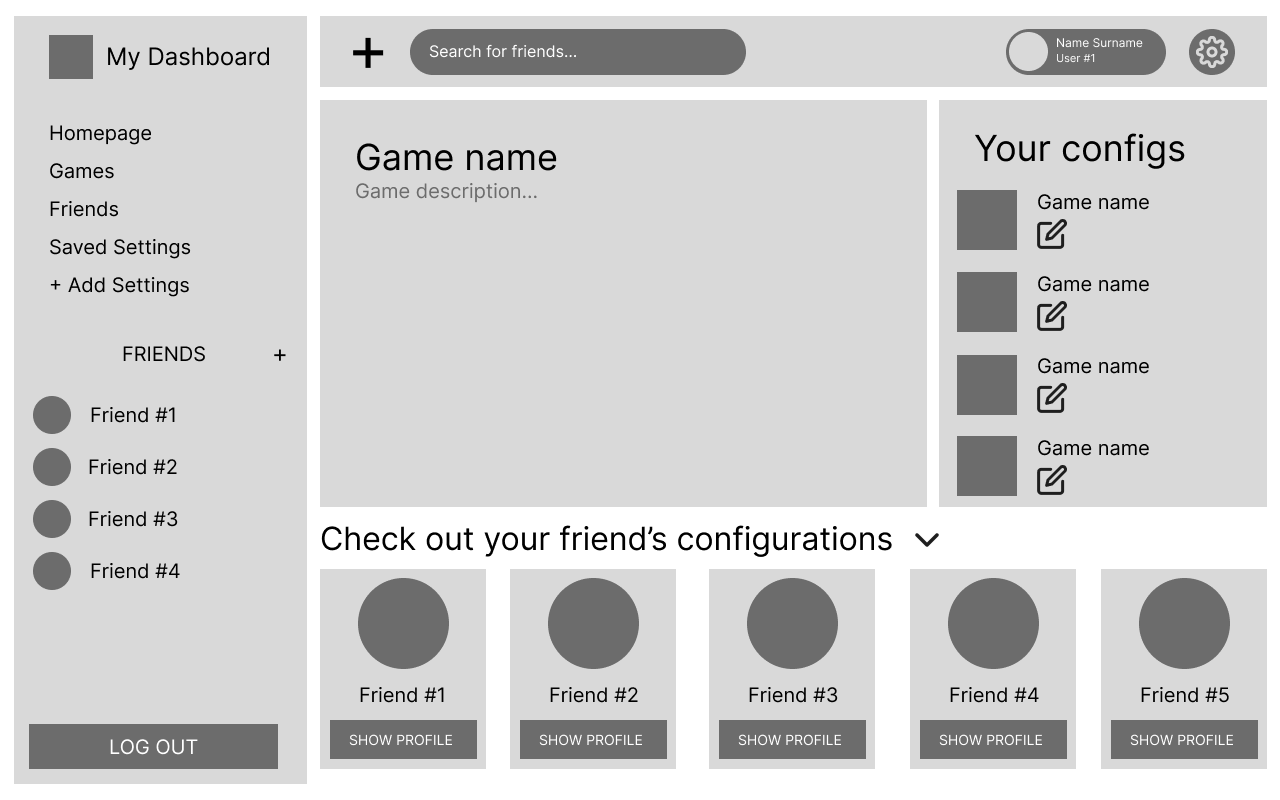 My Dashboard
Homepage
Games
Friends
Saved Settings
+ Add Settings
FRIENDS +
Friend #1
Friend #2
Friend #3
Friend #4
LOG OUT
Search for friends...
Name Surname
User #1
Game name
Game description...
Your configs
Game name
Game name
Game name
Game name
Check out your friend’s configurations
Friend #1
SHOW PROFILE
Friend #2
SHOW PROFILE
Friend #3
SHOW PROFILE
Friend #4
SHOW PROFILE
Friend #5
SHOW PROFILE